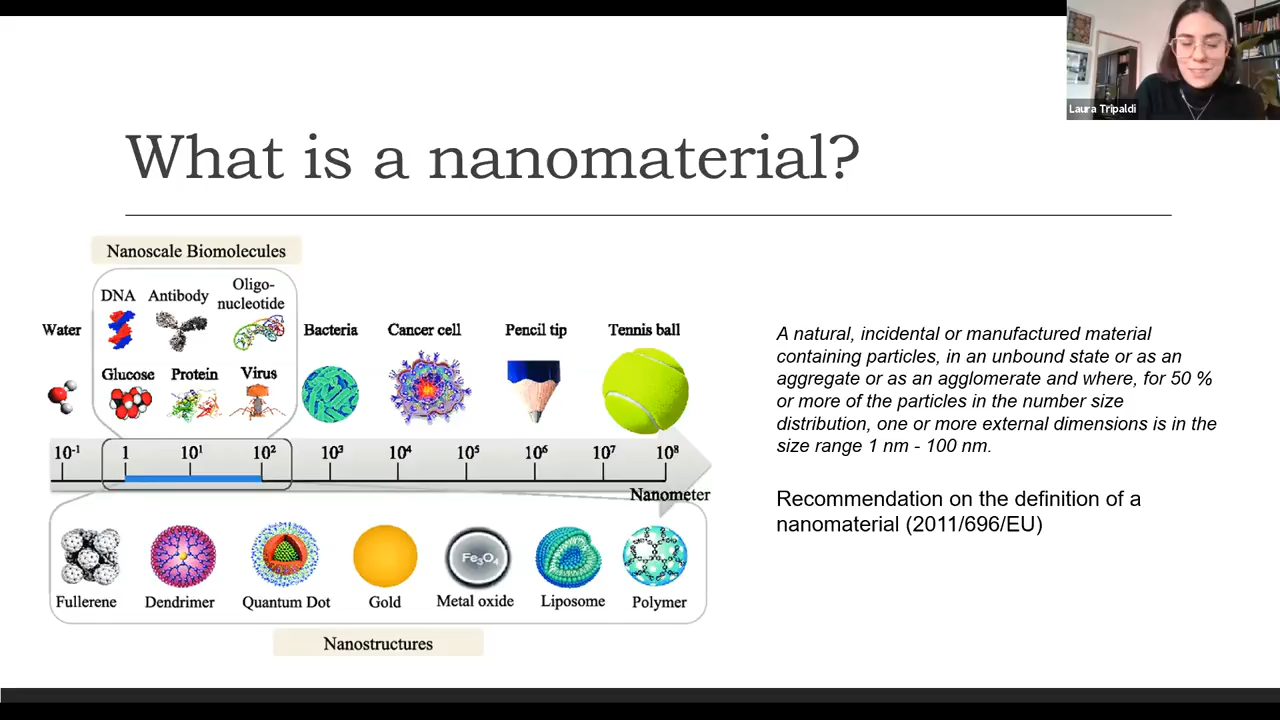 Laura Tripaldi
What is a nanomaterial?
Nanoscale Biomolecules
DNA Antibody Oligo-
nucleotide
Water Bacteria Cancer cell Pencil tip Tennis ball
Glucose Protein Virus
10⁻¹ 1 10¹ 10² 10³ 10⁴ 10⁵ 10⁶ 10⁷ 10⁸
Nanometer
Fe₃O₄
Fullerene Dendrimer Quantum Dot Gold Metal oxide Liposome Polymer
Nanostructures
A natural, incidental or manufactured material
containing particles, in an unbound state or as an
aggregate or as an agglomerate and where, for 50 %
or more of the particles in the number size
distribution, one or more external dimensions is in the
size range 1 nm - 100 nm.
Recommendation on the definition of a
nanomaterial (2011/696/EU)